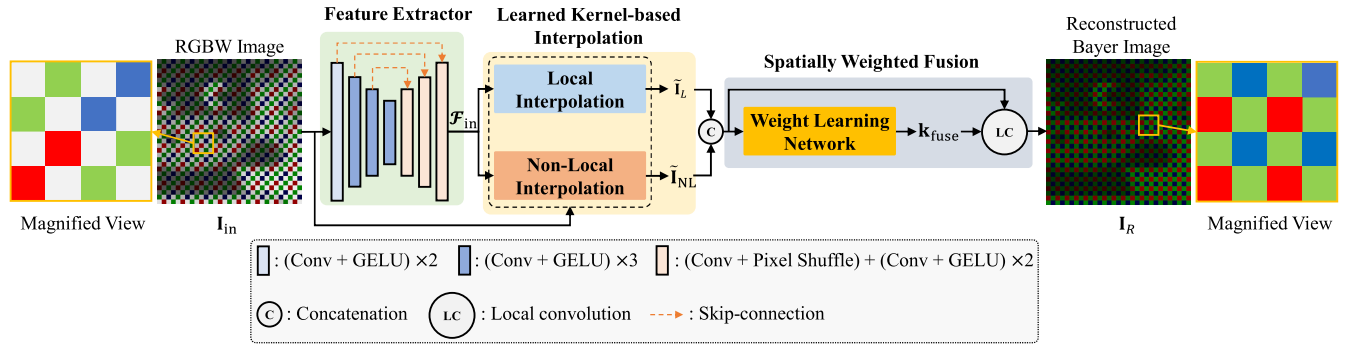 Feature Extractor
Learned Kernel-based
Interpolation
Spatially Weighted Fusion
Reconstructed
Bayer Image
RGBW Image
Local
Interpolation
Non-Local
Interpolation
𝓕in
Ĩ_L
Ĩ_NL
C
Weight Learning
Network
k_fuse
LC
Magnified View
I_in
I_R
Magnified View
: (Conv + GELU) ×2
: (Conv + GELU) ×3
: (Conv + Pixel Shuffle) + (Conv + GELU) ×2
C : Concatenation
LC : Local convolution
: Skip-connection